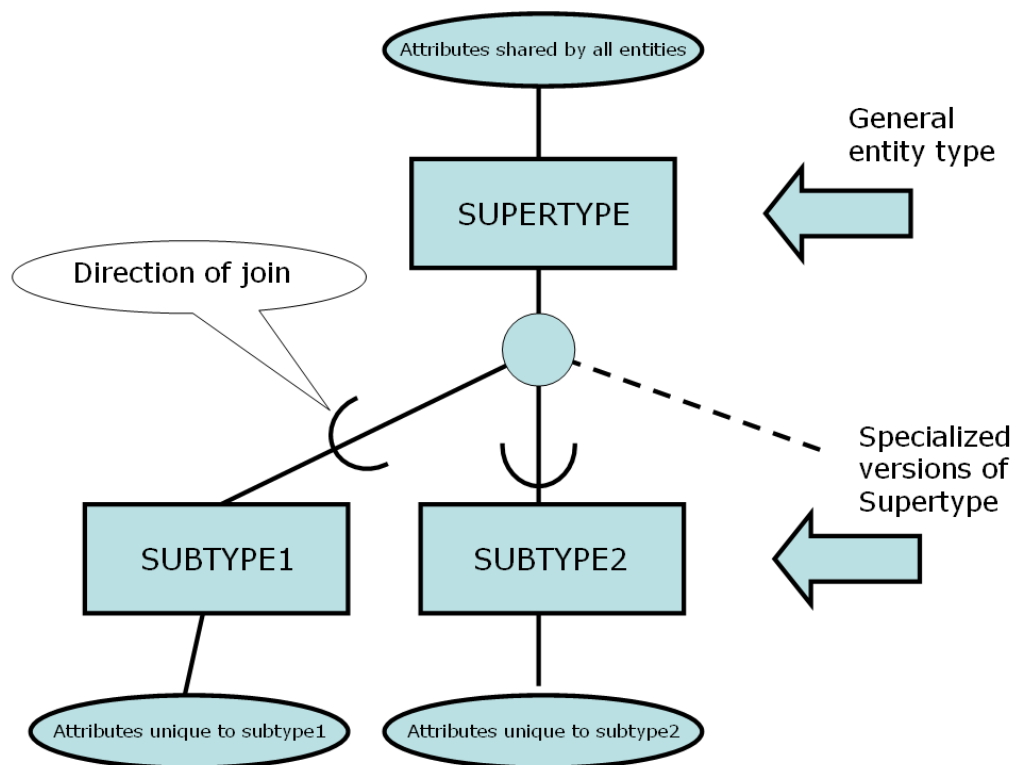 Attributes shared by all entities
General
entity type
SUPERTYPE
Direction of join
Specialized
versions of
Supertype
SUBTYPE1
SUBTYPE2
Attributes unique to subtype1
Attributes unique to subtype2